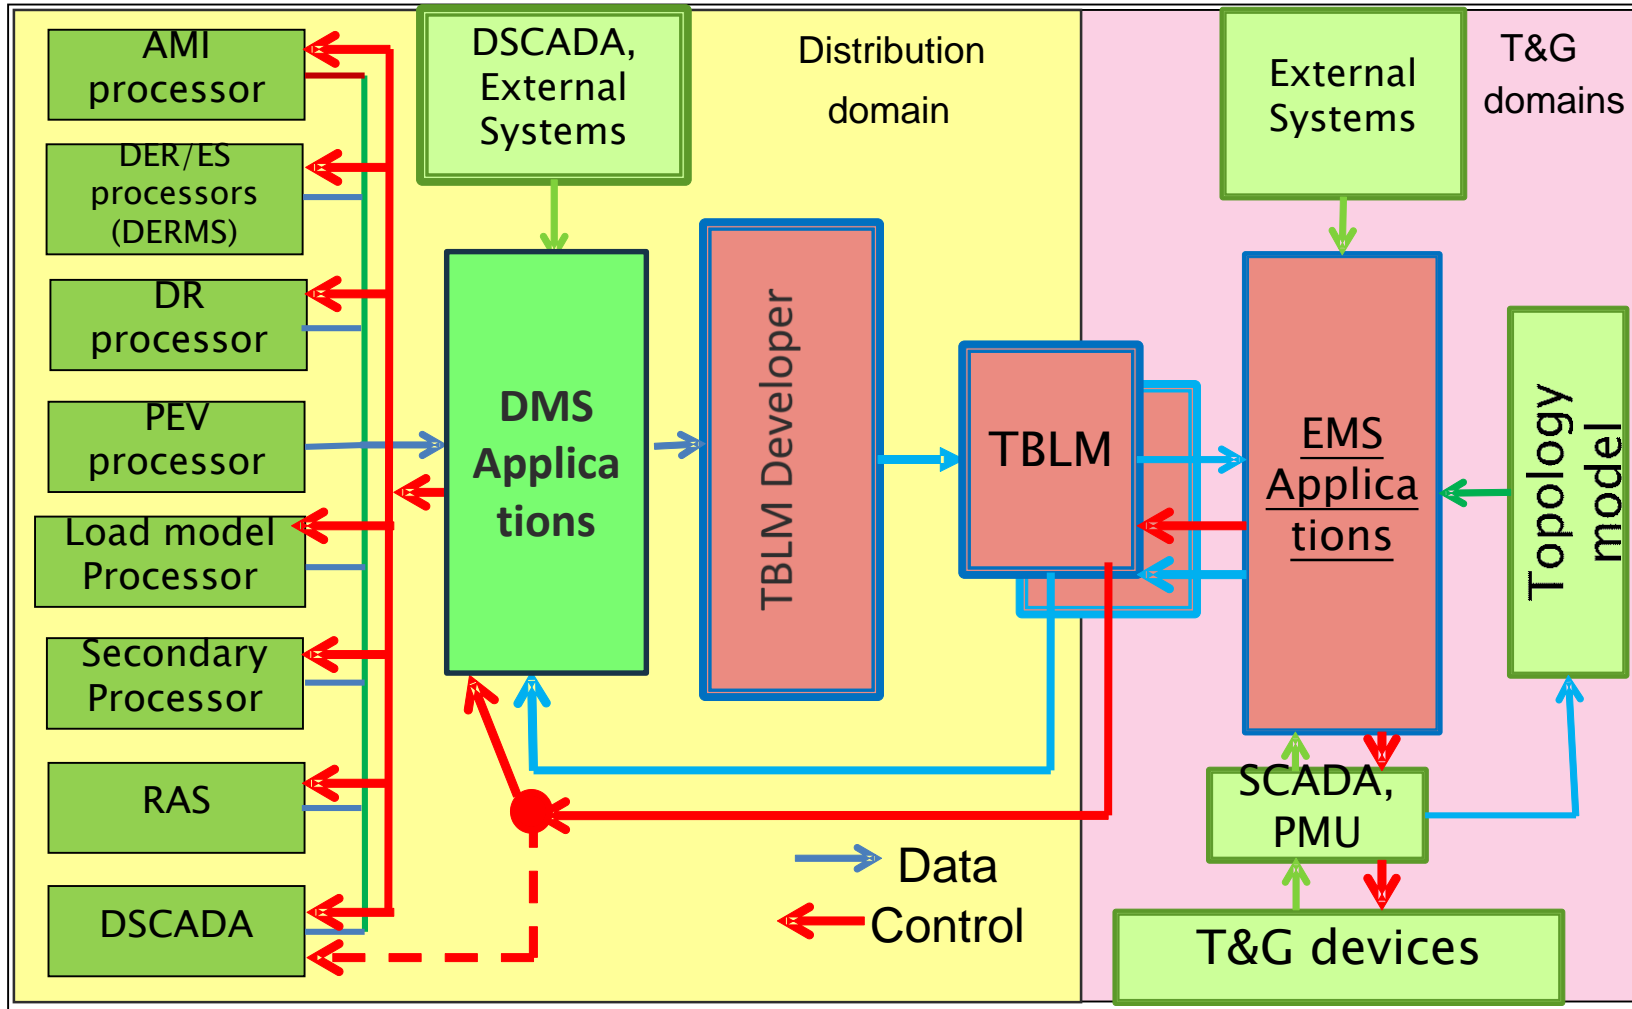 AMI
processor
DER/ES
processors
(DERMS)
DR
processor
PEV
processor
Load model
Processor
Secondary
Processor
RAS
DSCADA
DSCADA,
External
Systems
Distribution
domain
DMS
Applica
tions
TBLM Developer
TBLM
Data
Control
T&G
domains
External
Systems
EMS
Applica
tions
Topology
model
SCADA,
PMU
T&G devices